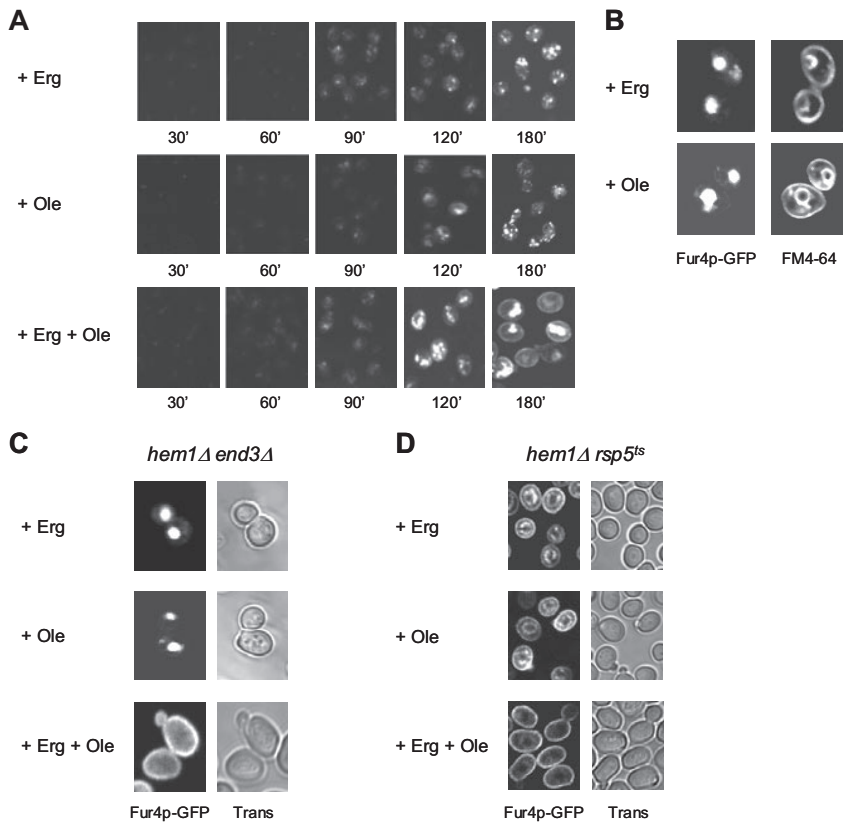 A
+ Erg
30’ 60’ 90’ 120’ 180’
+ Ole
30’ 60’ 90’ 120’ 180’
+ Erg + Ole
30’ 60’ 90’ 120’ 180’
B
+ Erg
+ Ole
Fur4p-GFP FM4-64
C
hem1Δ end3Δ
+ Erg
+ Ole
+ Erg + Ole
Fur4p-GFP Trans
D
hem1Δ rsp5ts
+ Erg
+ Ole
+ Erg + Ole
Fur4p-GFP Trans